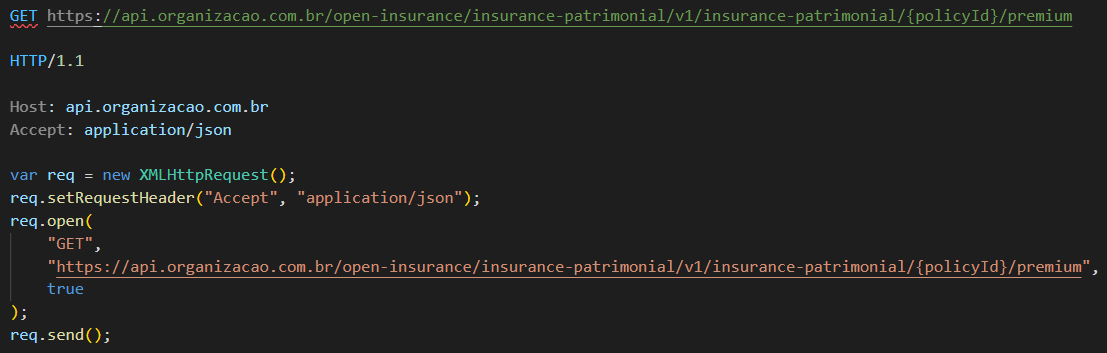 GET https://api.organizacao.com.br/open-insurance/insurance-patrimonial/v1/insurance-patrimonial/{policyId}/premium
HTTP/1.1
Host: api.organizacao.com.br
Accept: application/json
var req = new XMLHttpRequest();
req.setRequestHeader("Accept", "application/json");
req.open(
    "GET",
    "https://api.organizacao.com.br/open-insurance/insurance-patrimonial/v1/insurance-patrimonial/{policyId}/premium",
    true
);
req.send();